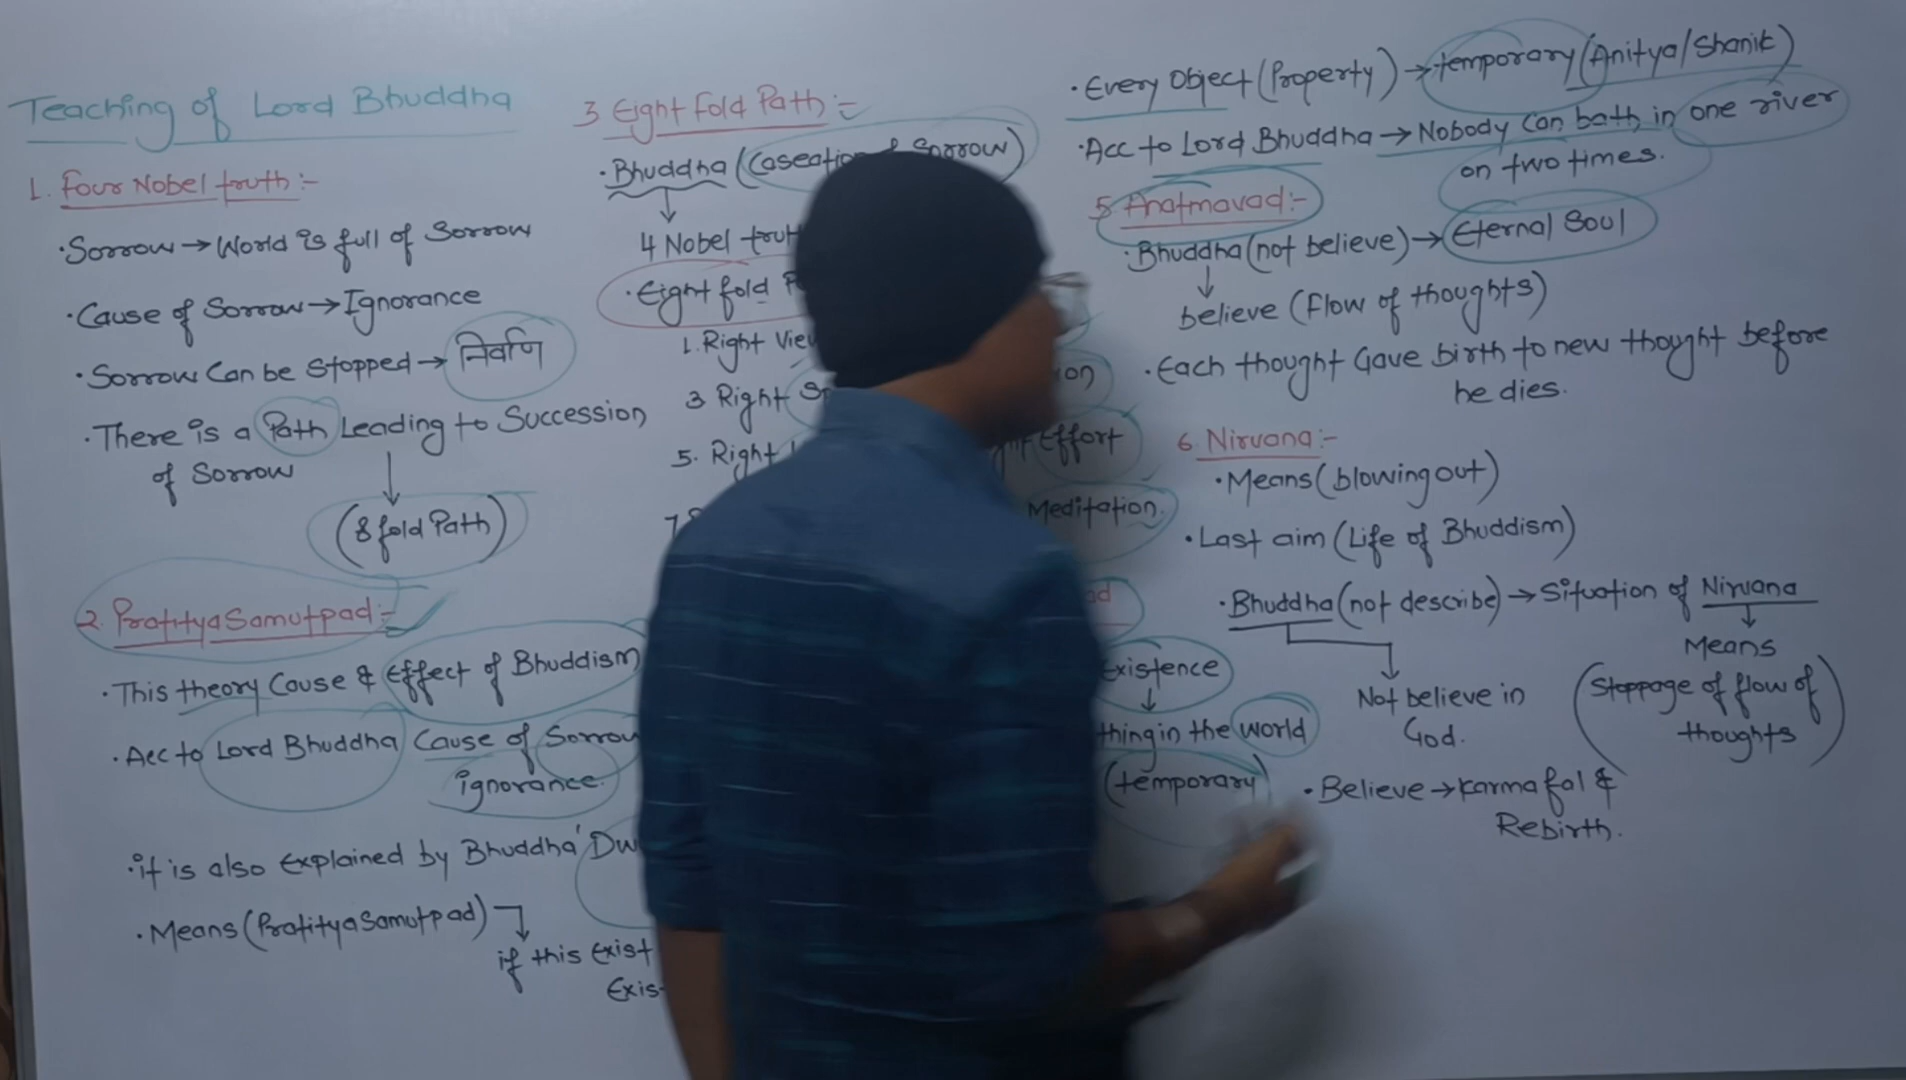 Teaching of Lord Bhuddha
1. Four Nobel truth:-
·Sorrow→World is full of Sorrow
·Cause of Sorrow→Ignorance
·Sorrow Can be Stopped→निर्वाण
·There is a Path Leading to Succession
of Sorrow
(8 fold Path)
2. PratityaSamutpad:-
·This theory Cause & Effect of Bhuddism
·Acc to Lord Bhuddha Cause of Sorrow
ignorance.
·it is also Explained by Bhuddha'
·Means (PratityaSamutpad)
if this Exist
3 Eight Fold Path:-
·Bhuddha (Sorrow)
4 Nobel
·Eight fold
1. Right
3 Right
5. Right
Effort
Meditation.
Existence
in the world
(temporary)
·Every Object (Property)→temporary (Anitya/Shanik)
·Acc to Lord Bhuddha→Nobody Can bath in one river
on two times.
5 Anatmavad:-
·Bhuddha (not believe)→Eternal Soul
believe (Flow of thoughts)
·Each thought Gave birth to new thought before
he dies.
6. Nirvana:-
·Means (blowing out)
·Last aim (Life of Bhuddism)
·Bhuddha (not describe)→Situation of Nirvana
Means
Not believe in
God.
(Stoppage of flow of
thoughts)
·Believe→Karma fal &
Rebirth.